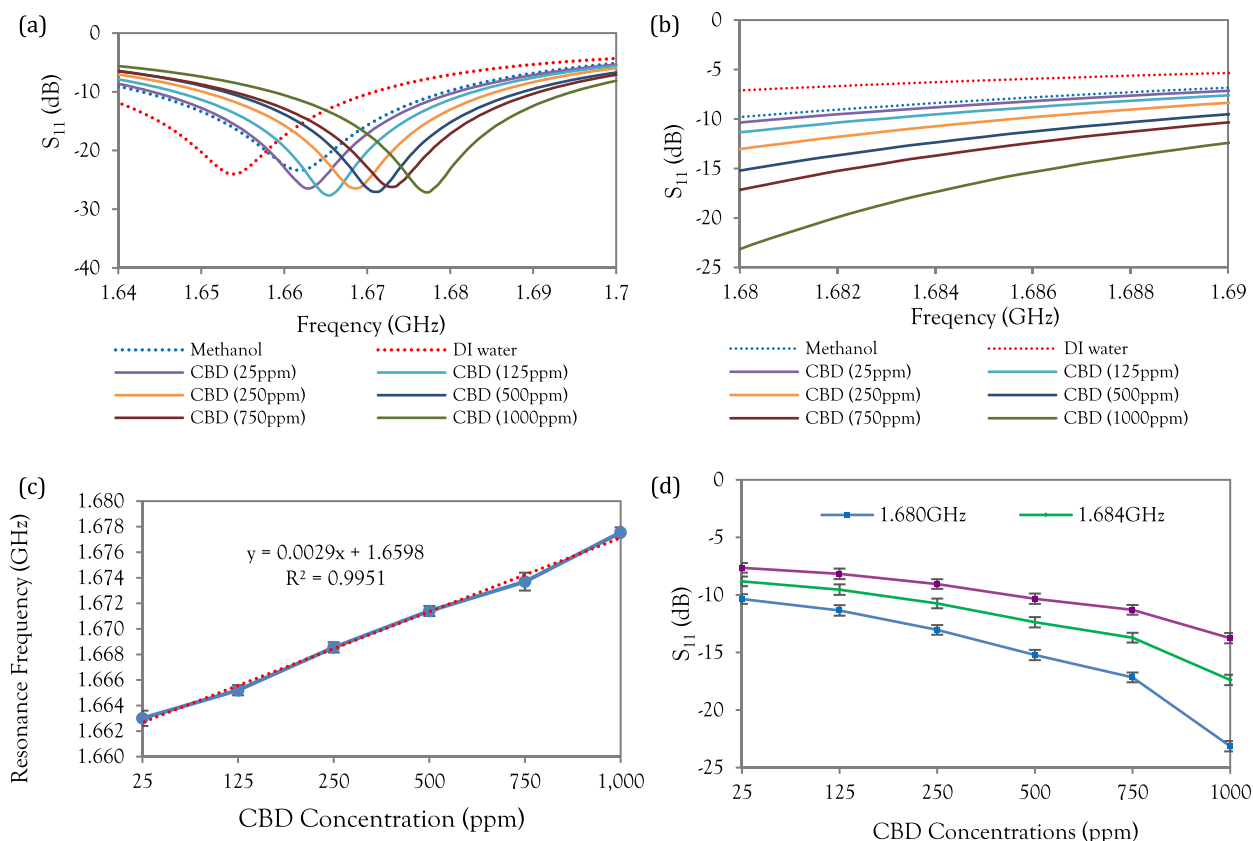 (a)
0
-10
-20
-30
-40
S11 (dB)
1.64 1.65 1.66 1.67 1.68 1.69 1.7
Freqency (GHz)
Methanol DI water
CBD (25ppm) CBD (125ppm)
CBD (250ppm) CBD (500ppm)
CBD (750ppm) CBD (1000ppm)
(b)
0
-5
-10
-15
-20
-25
S11 (dB)
1.68 1.682 1.684 1.686 1.688 1.69
Freqency (GHz)
Methanol DI water
CBD (25ppm) CBD (125ppm)
CBD (250ppm) CBD (500ppm)
CBD (750ppm) CBD (1000ppm)
(c)
1.680
1.678
1.676
1.674
1.672
1.670
1.668
1.666
1.664
1.662
1.660
Resonance Frequency (GHz)
y = 0.0029x + 1.6598
R² = 0.9951
25 125 250 500 750 1,000
CBD Concentration (ppm)
(d)
0
-5
-10
-15
-20
-25
S11 (dB)
1.680GHz 1.684GHz
25 125 250 500 750 1000
CBD Concentrations (ppm)